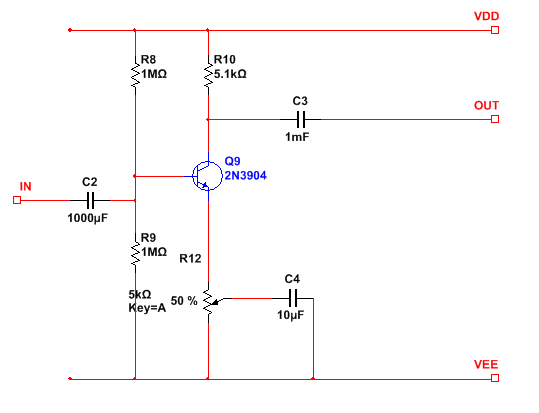 VDD
R8
1MΩ
R10
5.1kΩ
C3
1mF
OUT
Q9
2N3904
IN
C2
1000µF
R9
1MΩ
R12
5kΩ
Key=A
50 %
C4
10µF
VEE